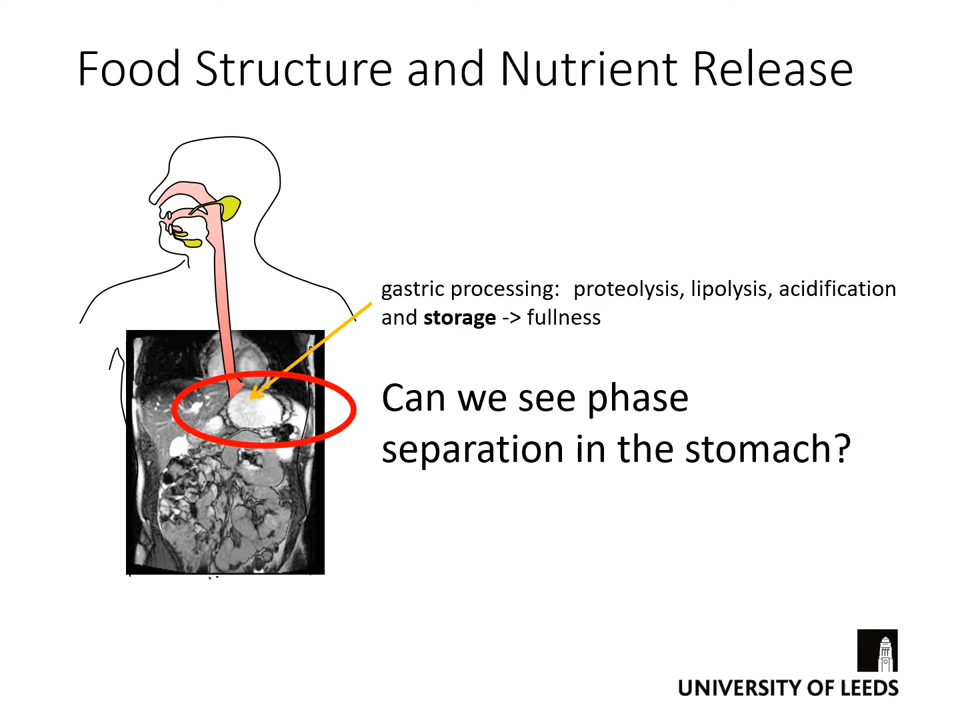 Food Structure and Nutrient Release
gastric processing: proteolysis, lipolysis, acidification
and storage -> fullness
Can we see phase
separation in the stomach?
UNIVERSITY OF LEEDS